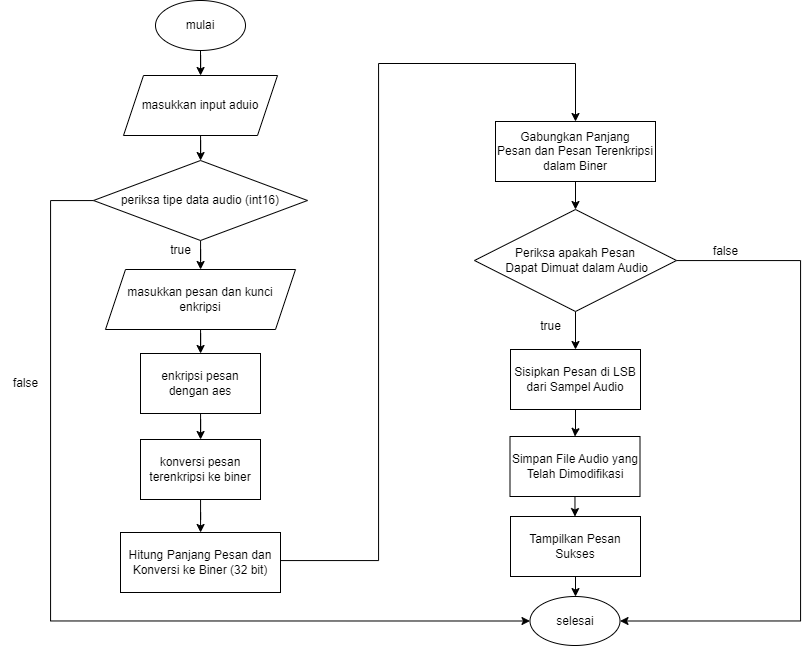 mulai
masukkan input aduio
periksa tipe data audio (int16)
true
masukkan pesan dan kunci
enkripsi
false
enkripsi pesan
dengan aes
konversi pesan
terenkripsi ke biner
Hitung Panjang Pesan dan
Konversi ke Biner (32 bit)
Gabungkan Panjang
Pesan dan Pesan Terenkripsi
dalam Biner
Periksa apakah Pesan
Dapat Dimuat dalam Audio
false
true
Sisipkan Pesan di LSB
dari Sampel Audio
Simpan File Audio yang
Telah Dimodifikasi
Tampilkan Pesan
Sukses
selesai